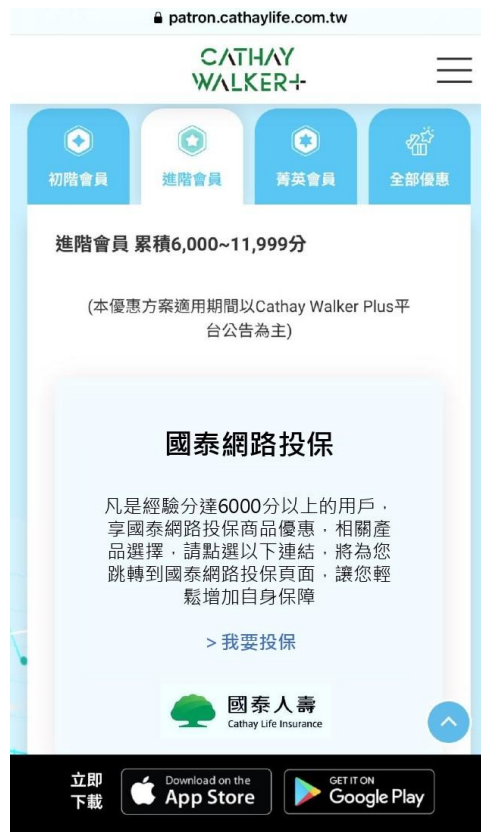 patron.cathaylife.com.tw
CATHAY
WALKER+
初階會員
進階會員
菁英會員
全部優惠
進階會員 累積6,000~11,999分
(本優惠方案適用期間以Cathay Walker Plus平
台公告為主)
國泰網路投保
凡是經驗分達6000分以上的用戶，
享國泰網路投保商品優惠，相關產
品選擇，請點選以下連結，將為您
跳轉到國泰網路投保頁面，讓您輕
鬆增加自身保障
> 我要投保
國泰人壽
Cathay Life Insurance
立即
下載
Download on the
App Store
GET IT ON
Google Play